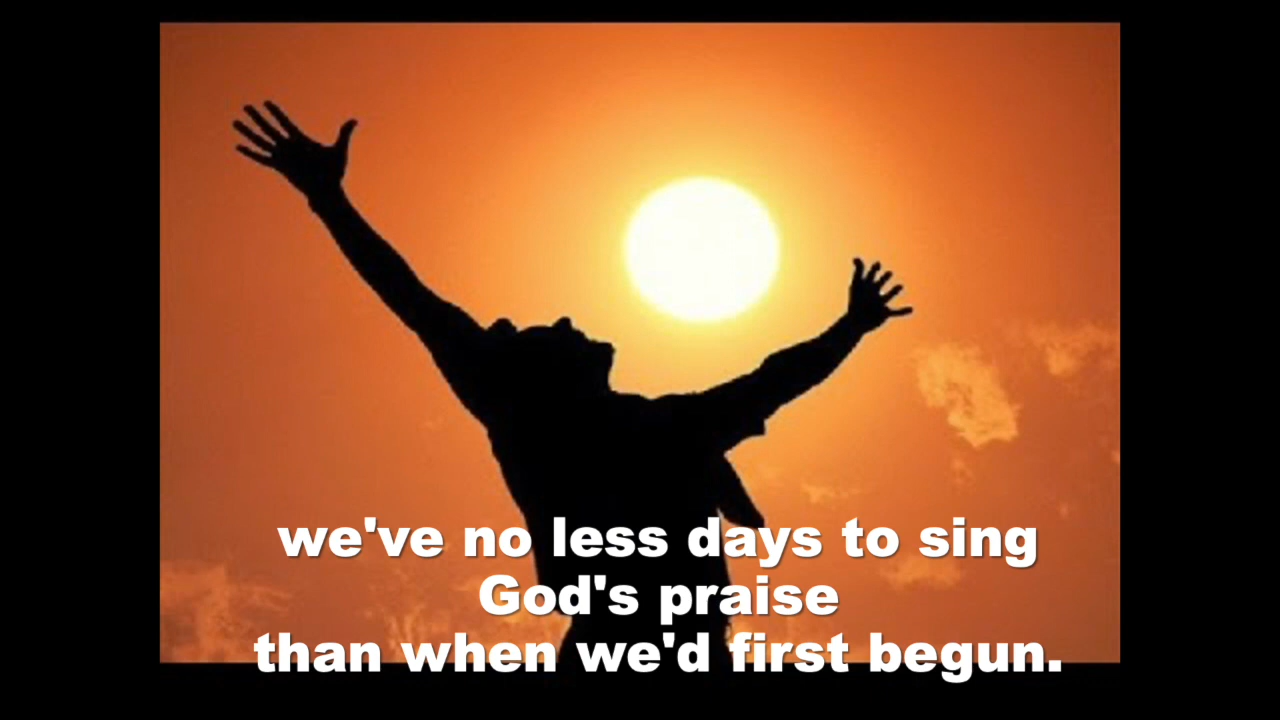 we've no less days to sing
God's praise
than when we'd first begun.